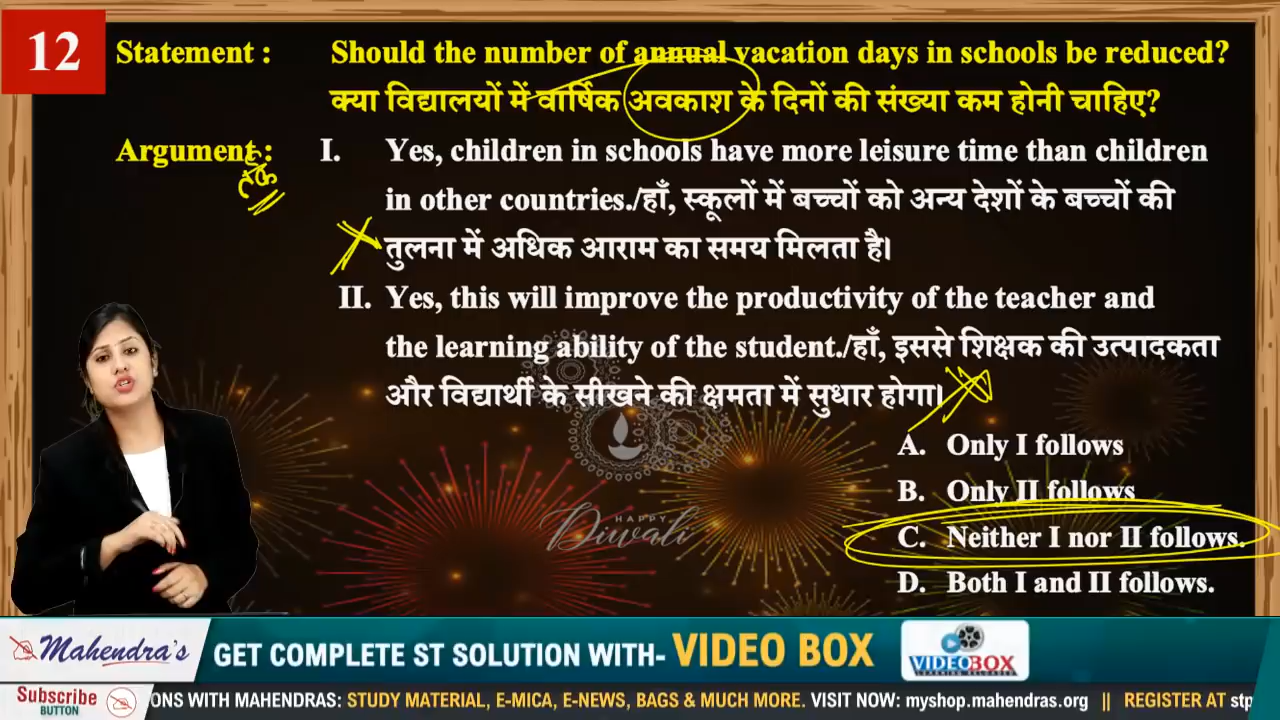 12
Statement : Should the number of annual vacation days in schools be reduced?
क्या विद्यालयों में वार्षिक अवकाश के दिनों की संख्या कम होनी चाहिए?
Argument : I. Yes, children in schools have more leisure time than children
in other countries./हाँ, स्कूलों में बच्चों को अन्य देशों के बच्चों की
तुलना में अधिक आराम का समय मिलता है।
II. Yes, this will improve the productivity of the teacher and
the learning ability of the student./हाँ, इससे शिक्षक की उत्पादकता
और विद्यार्थी के सीखने की क्षमता में सुधार होगा।
A. Only I follows
B. Only II follows
C. Neither I nor II follows.
D. Both I and II follows.
HAPPY
Diwali
Mahendra's
GET COMPLETE ST SOLUTION WITH- VIDEO BOX
VIDEOBOX
Subscribe
BUTTON
ONS WITH MAHENDRAS: STUDY MATERIAL, E-MICA, E-NEWS, BAGS & MUCH MORE. VISIT NOW: myshop.mahendras.org || REGISTER AT stp